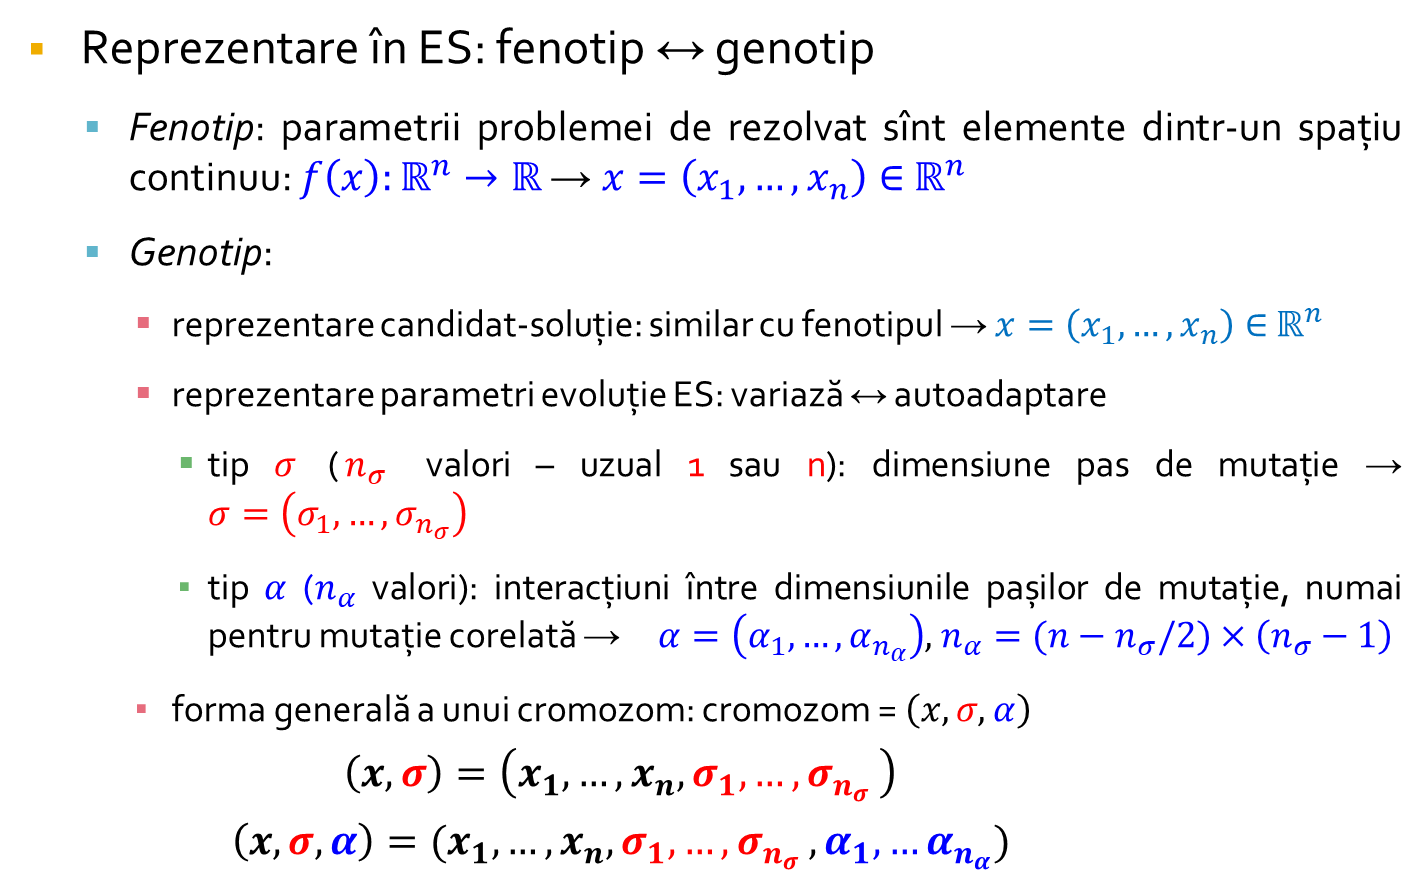 ▪ Reprezentare în ES: fenotip ↔ genotip
▪ Fenotip: parametrii problemei de rezolvat sînt elemente dintr-un spațiu
continuu: f(x): ℝⁿ → ℝ → x = (x₁, … , xₙ) ∈ ℝⁿ
▪ Genotip:
▪ reprezentare candidat-soluție: similar cu fenotipul → x = (x₁, … , xₙ) ∈ ℝⁿ
▪ reprezentare parametri evoluție ES: variază ↔ autoadaptare
▪ tip σ (n_σ valori – uzual 1 sau n): dimensiune pas de mutație →
σ = (σ₁, … , σ_{n_σ})
▪ tip α (n_α valori): interacțiuni între dimensiunile pașilor de mutație, numai
pentru mutație corelată → α = (α₁, … , α_{n_α}), n_α = (n − n_σ/2) × (n_σ − 1)
▪ forma generală a unui cromozom: cromozom = (x, σ, α)
(x, σ) = (x₁, … , xₙ, σ₁, … , σ_{n_σ})
(x, σ, α) = (x₁, … , xₙ, σ₁, … , σ_{n_σ} , α₁, … α_{n_α})